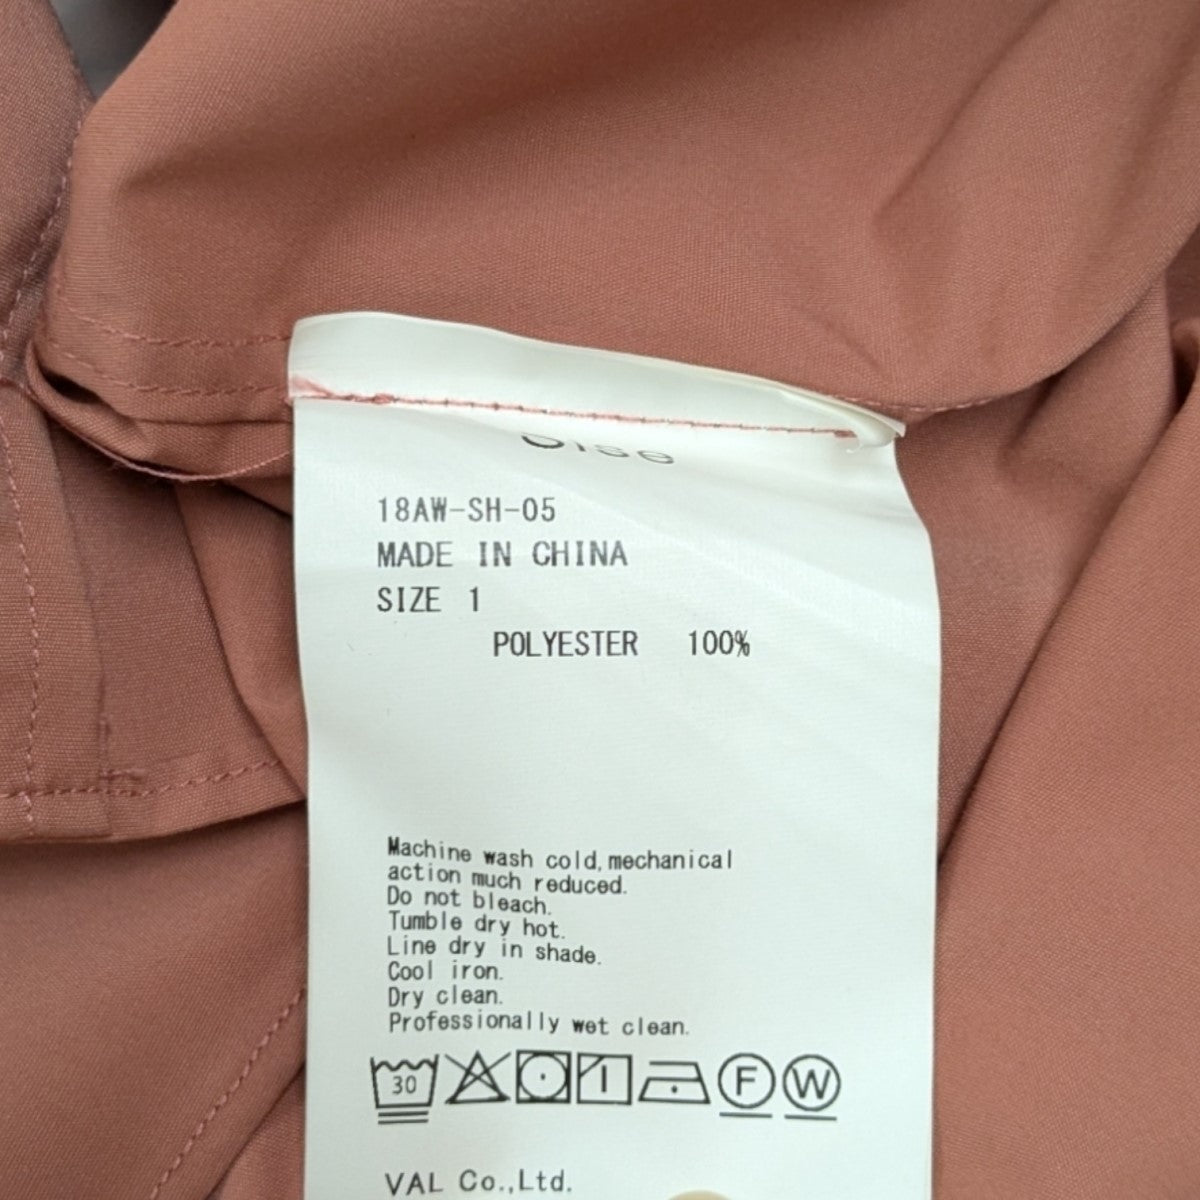 18AW-SH-05
MADE IN CHINA
SIZE 1
POLYESTER 100%
Machine wash cold, mechanical
action much reduced.
Do not bleach.
Tumble dry hot.
Line dry in shade.
Cool iron.
Dry clean.
Professionally wet clean.
30 F W
VAL Co.,Ltd.